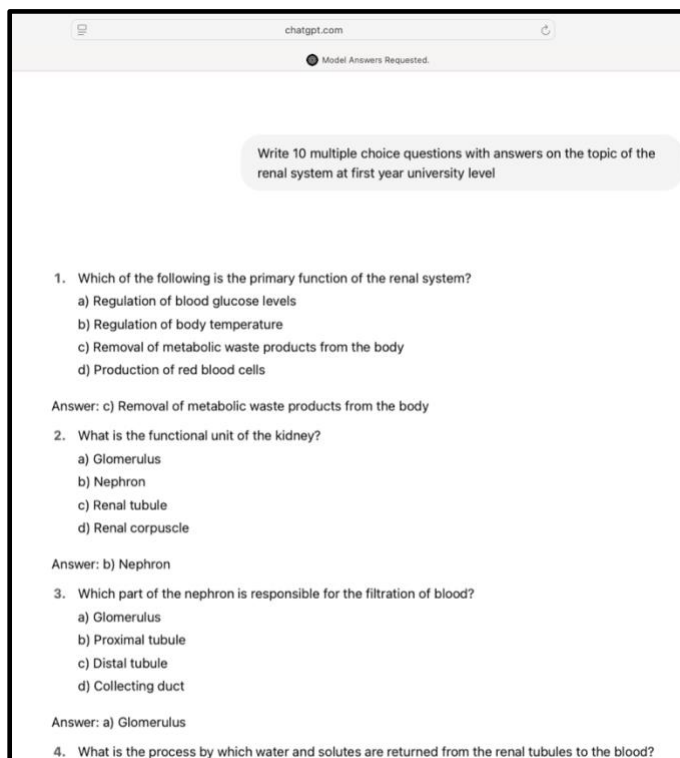 chatgpt.com
Model Answers Requested.
Write 10 multiple choice questions with answers on the topic of the
renal system at first year university level
1. Which of the following is the primary function of the renal system?
a) Regulation of blood glucose levels
b) Regulation of body temperature
c) Removal of metabolic waste products from the body
d) Production of red blood cells
Answer: c) Removal of metabolic waste products from the body
2. What is the functional unit of the kidney?
a) Glomerulus
b) Nephron
c) Renal tubule
d) Renal corpuscle
Answer: b) Nephron
3. Which part of the nephron is responsible for the filtration of blood?
a) Glomerulus
b) Proximal tubule
c) Distal tubule
d) Collecting duct
Answer: a) Glomerulus
4. What is the process by which water and solutes are returned from the renal tubules to the blood?